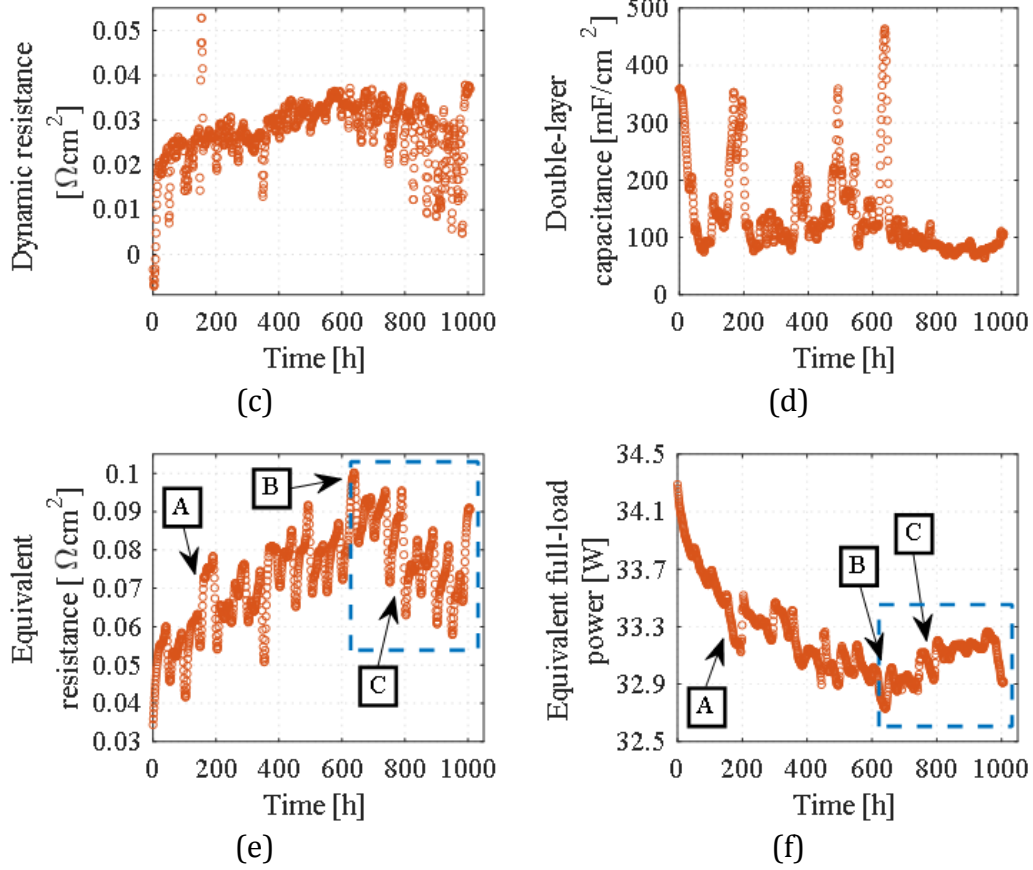 Dynamic resistance
[Ωcm²]
0.05
0.04
0.03
0.02
0.01
0
0 200 400 600 800 1000
Time [h]
(c)
Double-layer
capacitance [mF/cm²]
500
400
300
200
100
0
0 200 400 600 800 1000
Time [h]
(d)
Equivalent
resistance [Ωcm²]
0.1
0.09
0.08
0.07
0.06
0.05
0.04
0.03
A
B
C
0 200 400 600 800 1000
Time [h]
(e)
Equivalent full-load
power [W]
34.5
34.1
33.7
33.2
32.9
32.5
A
B
C
0 200 400 600 800 1000
Time [h]
(f)